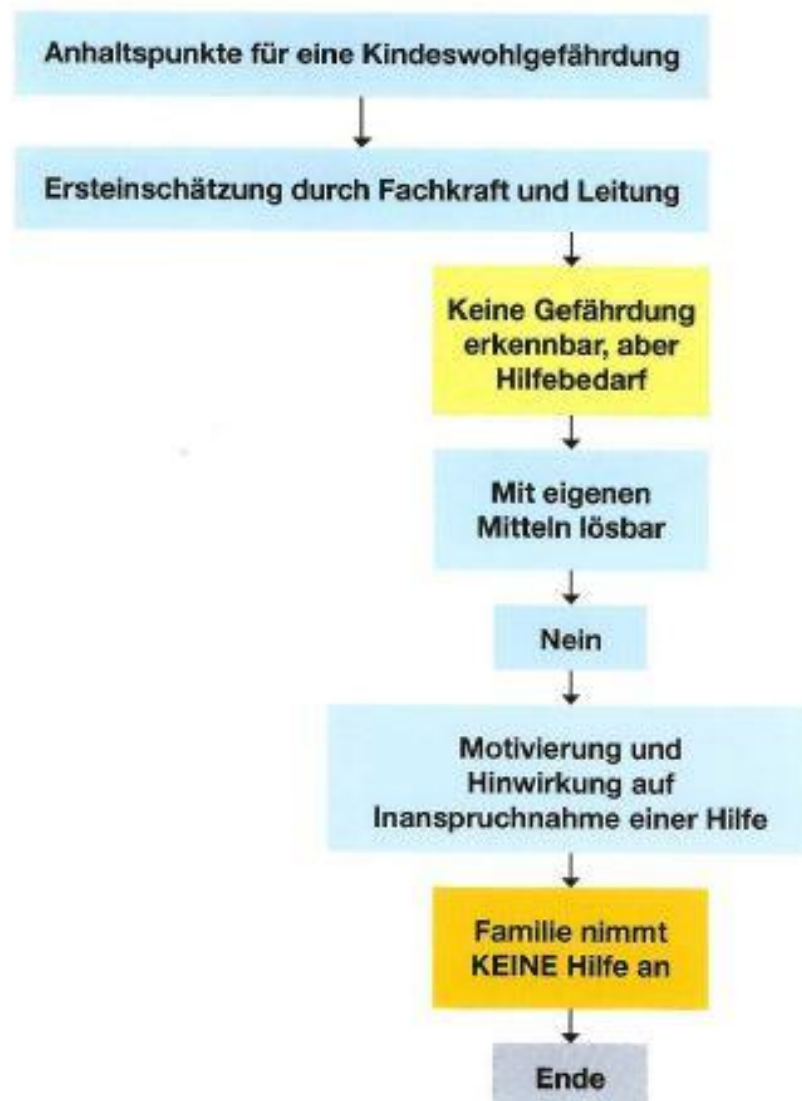 Anhaltspunkte für eine Kindeswohlgefährdung
Ersteinschätzung durch Fachkraft und Leitung
Keine Gefährdung
erkennbar, aber
Hilfebedarf
Mit eigenen
Mitteln lösbar
Nein
Motivierung und
Hinwirkung auf
Inanspruchnahme einer Hilfe
Familie nimmt
KEINE Hilfe an
Ende